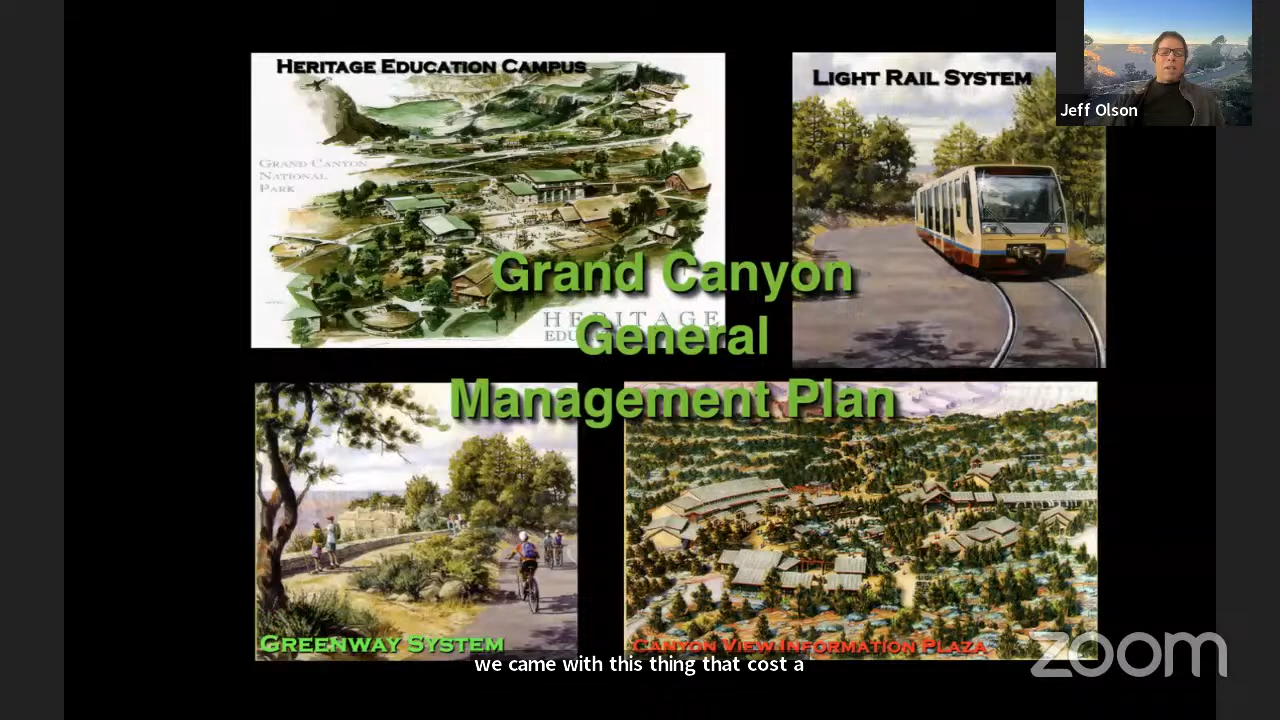 HERITAGE EDUCATION CAMPUS
GRAND CANYON
NATIONAL
PARK
HERITAGE
EDU
LIGHT RAIL SYSTEM
Jeff Olson
Grand Canyon
General
Management Plan
GREENWAY SYSTEM
CANYON VIEW INFORMATION PLAZA
we came with this thing that cost a
zoom